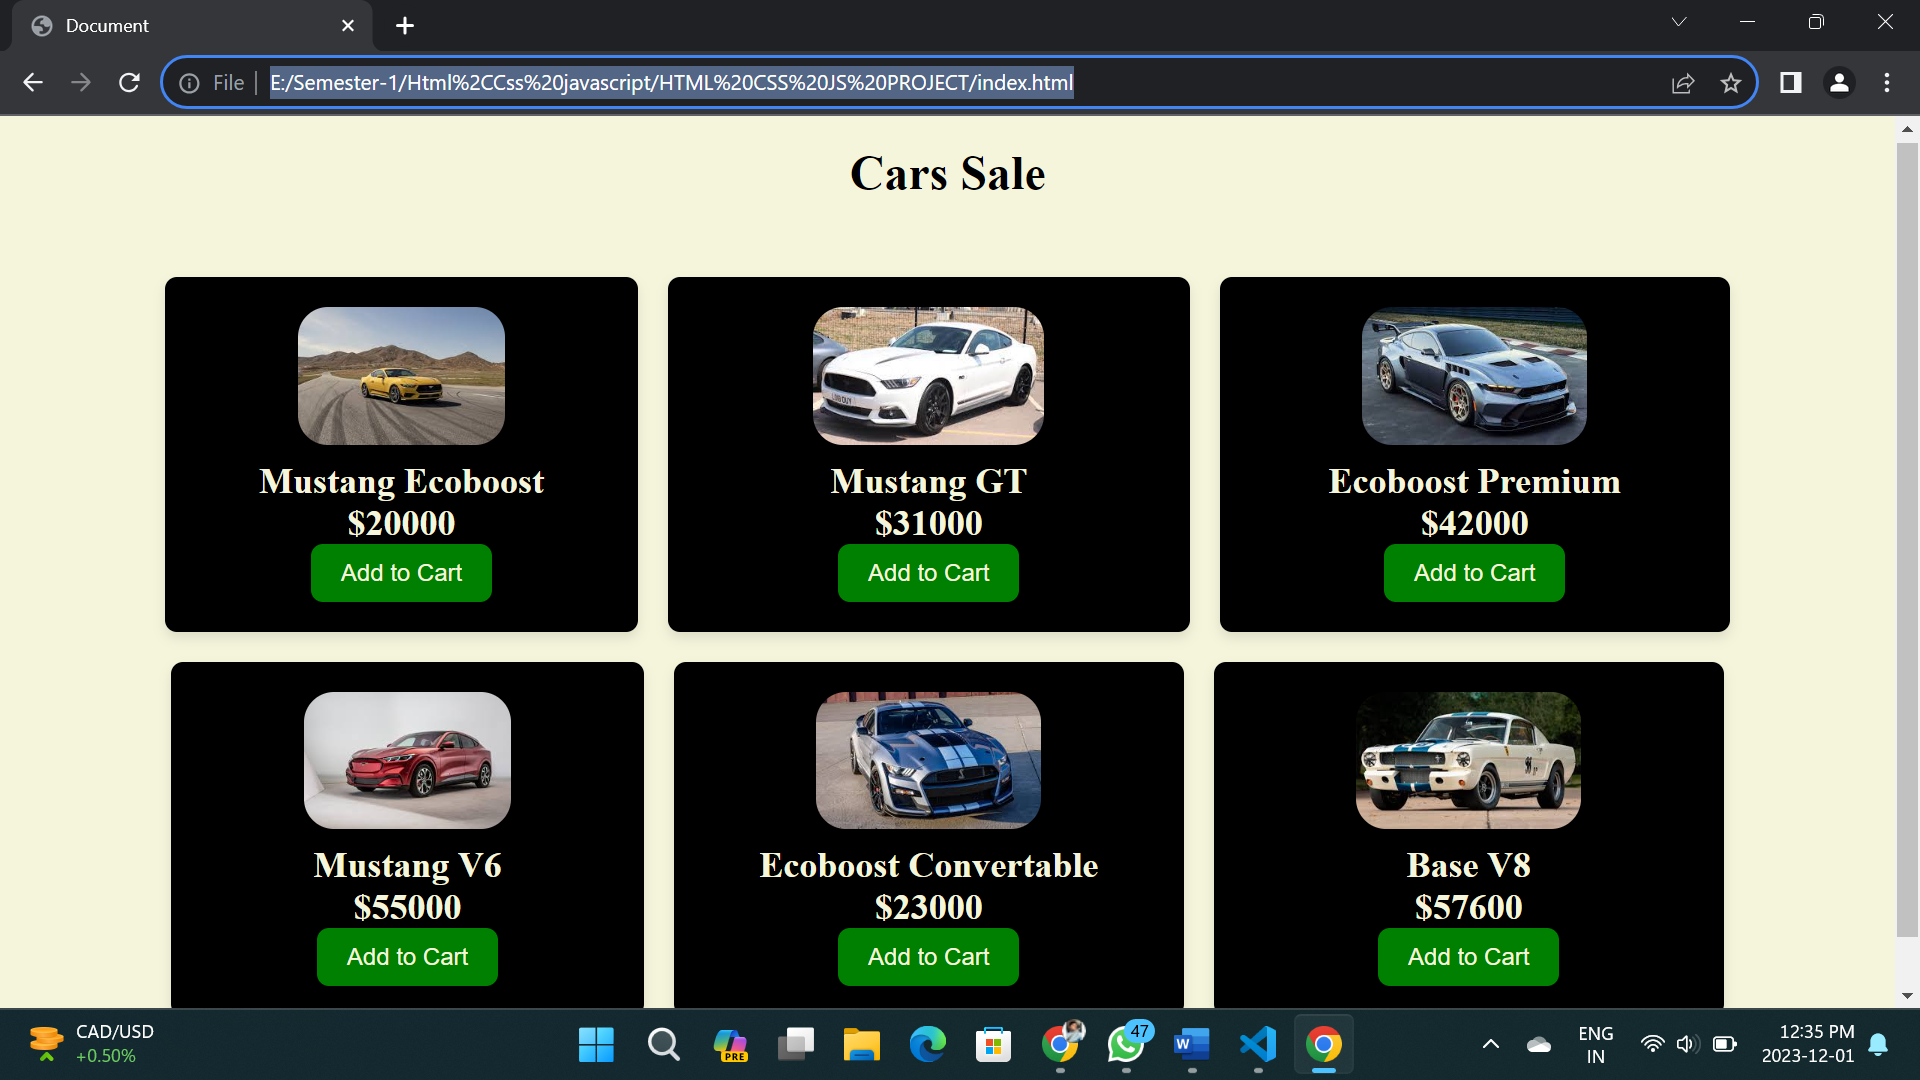 Document
File
E:/Semester-1/Html%2CCss%20javascript/HTML%20CSS%20JS%20PROJECT/index.html
Cars Sale
Mustang Ecoboost
$20000
Add to Cart
Mustang GT
$31000
Add to Cart
Ecoboost Premium
$42000
Add to Cart
Mustang V6
$55000
Add to Cart
Ecoboost Convertable
$23000
Add to Cart
Base V8
$57600
Add to Cart
CAD/USD
+0.50%
PRE
47
W
ENG
IN
12:35 PM
2023-12-01